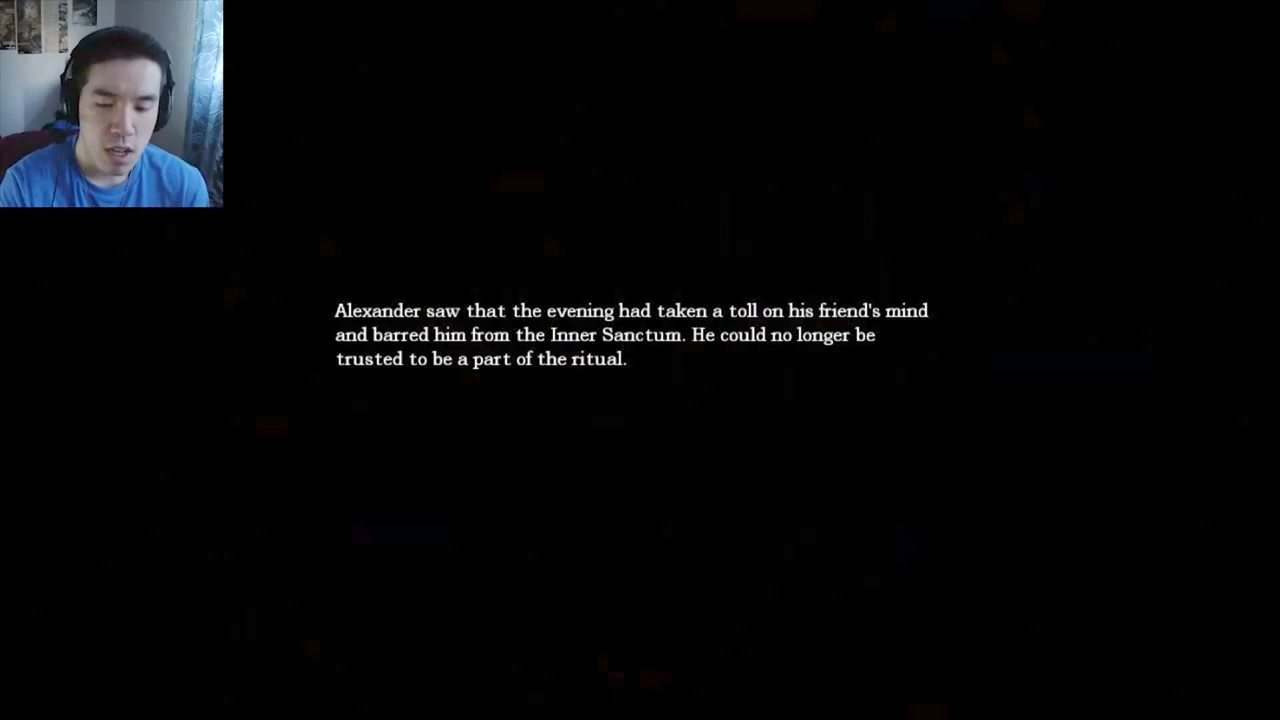 Alexander saw that the evening had taken a toll on his friend's mind
and barred him from the Inner Sanctum. He could no longer be
trusted to be a part of the ritual.